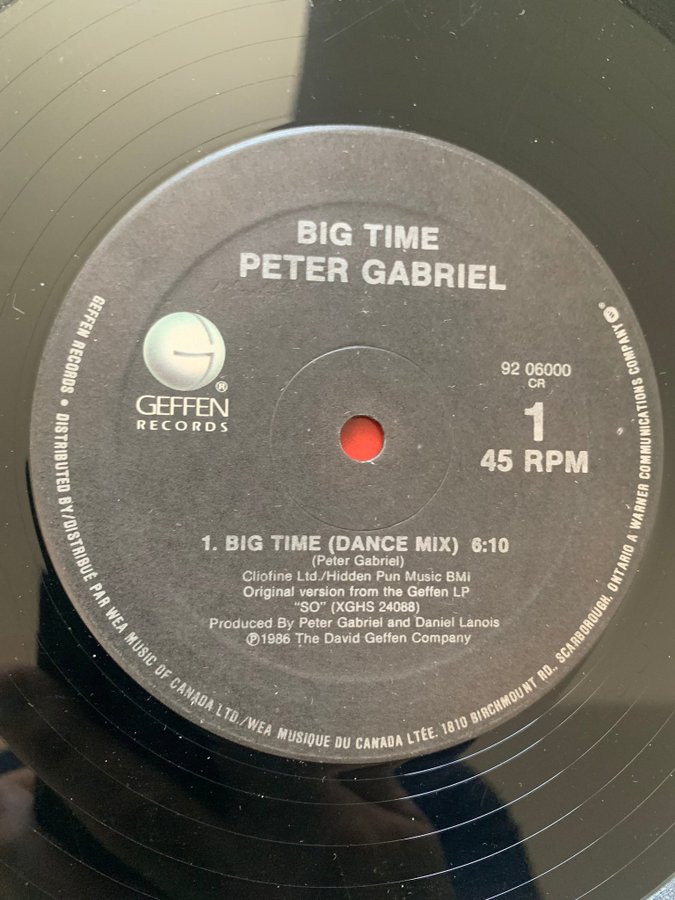 BIG TIME
PETER GABRIEL
G
®
GEFFEN
RECORDS
92 06000
CR
1
45 RPM
1. BIG TIME (DANCE MIX) 6:10
(Peter Gabriel)
Cliofine Ltd./Hidden Pun Music BMI
Original version from the Geffen LP
"SO" (XGHS 24088)
Produced By Peter Gabriel and Daniel Lanois
℗1986 The David Geffen Company
GEFFEN RECORDS • DISTRIBUTED BY/DISTRIBUÉ PAR WEA MUSIC OF CANADA LTD./WEA MUSIQUE DU CANADA LTÉE. 1810 BIRCHMOUNT RD., SCARBOROUGH, ONTARIO A WARNER COMMUNICATIONS COMPANY
®